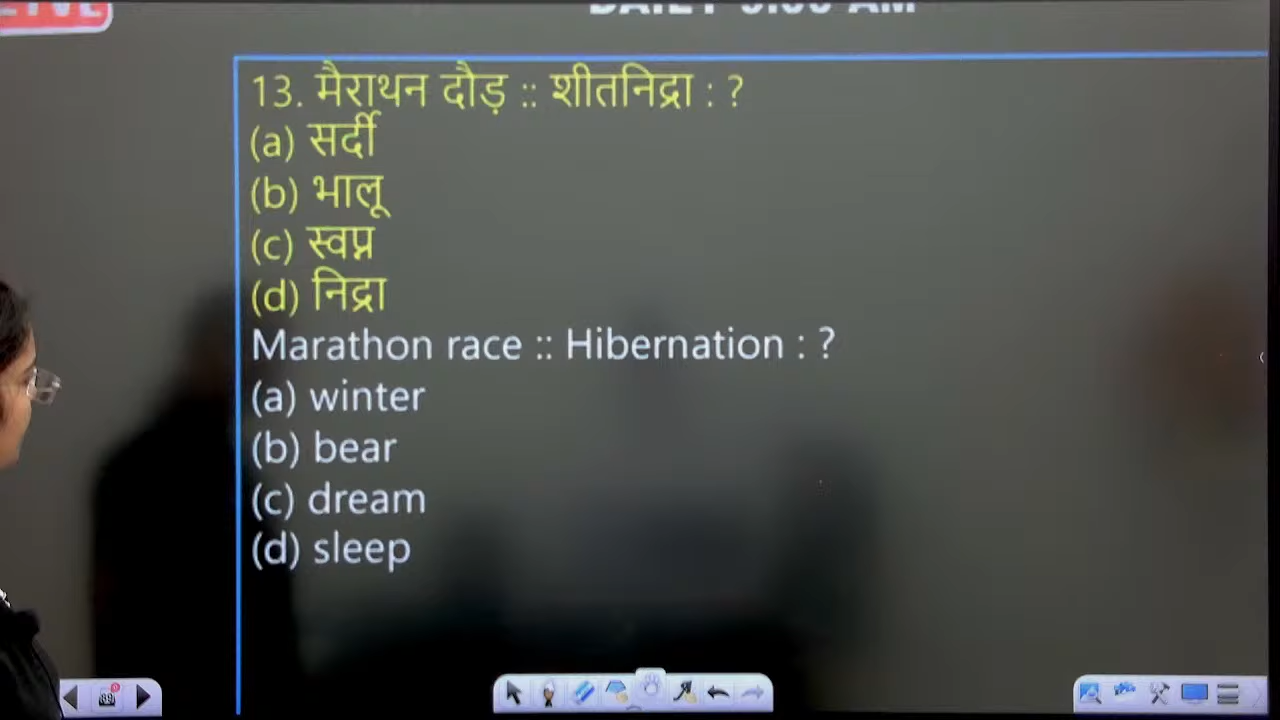 13. मैराथन दौड़ :: शीतनिद्रा : ?
(a) सर्दी
(b) भालू
(c) स्वप्न
(d) निद्रा
Marathon race :: Hibernation : ?
(a) winter
(b) bear
(c) dream
(d) sleep